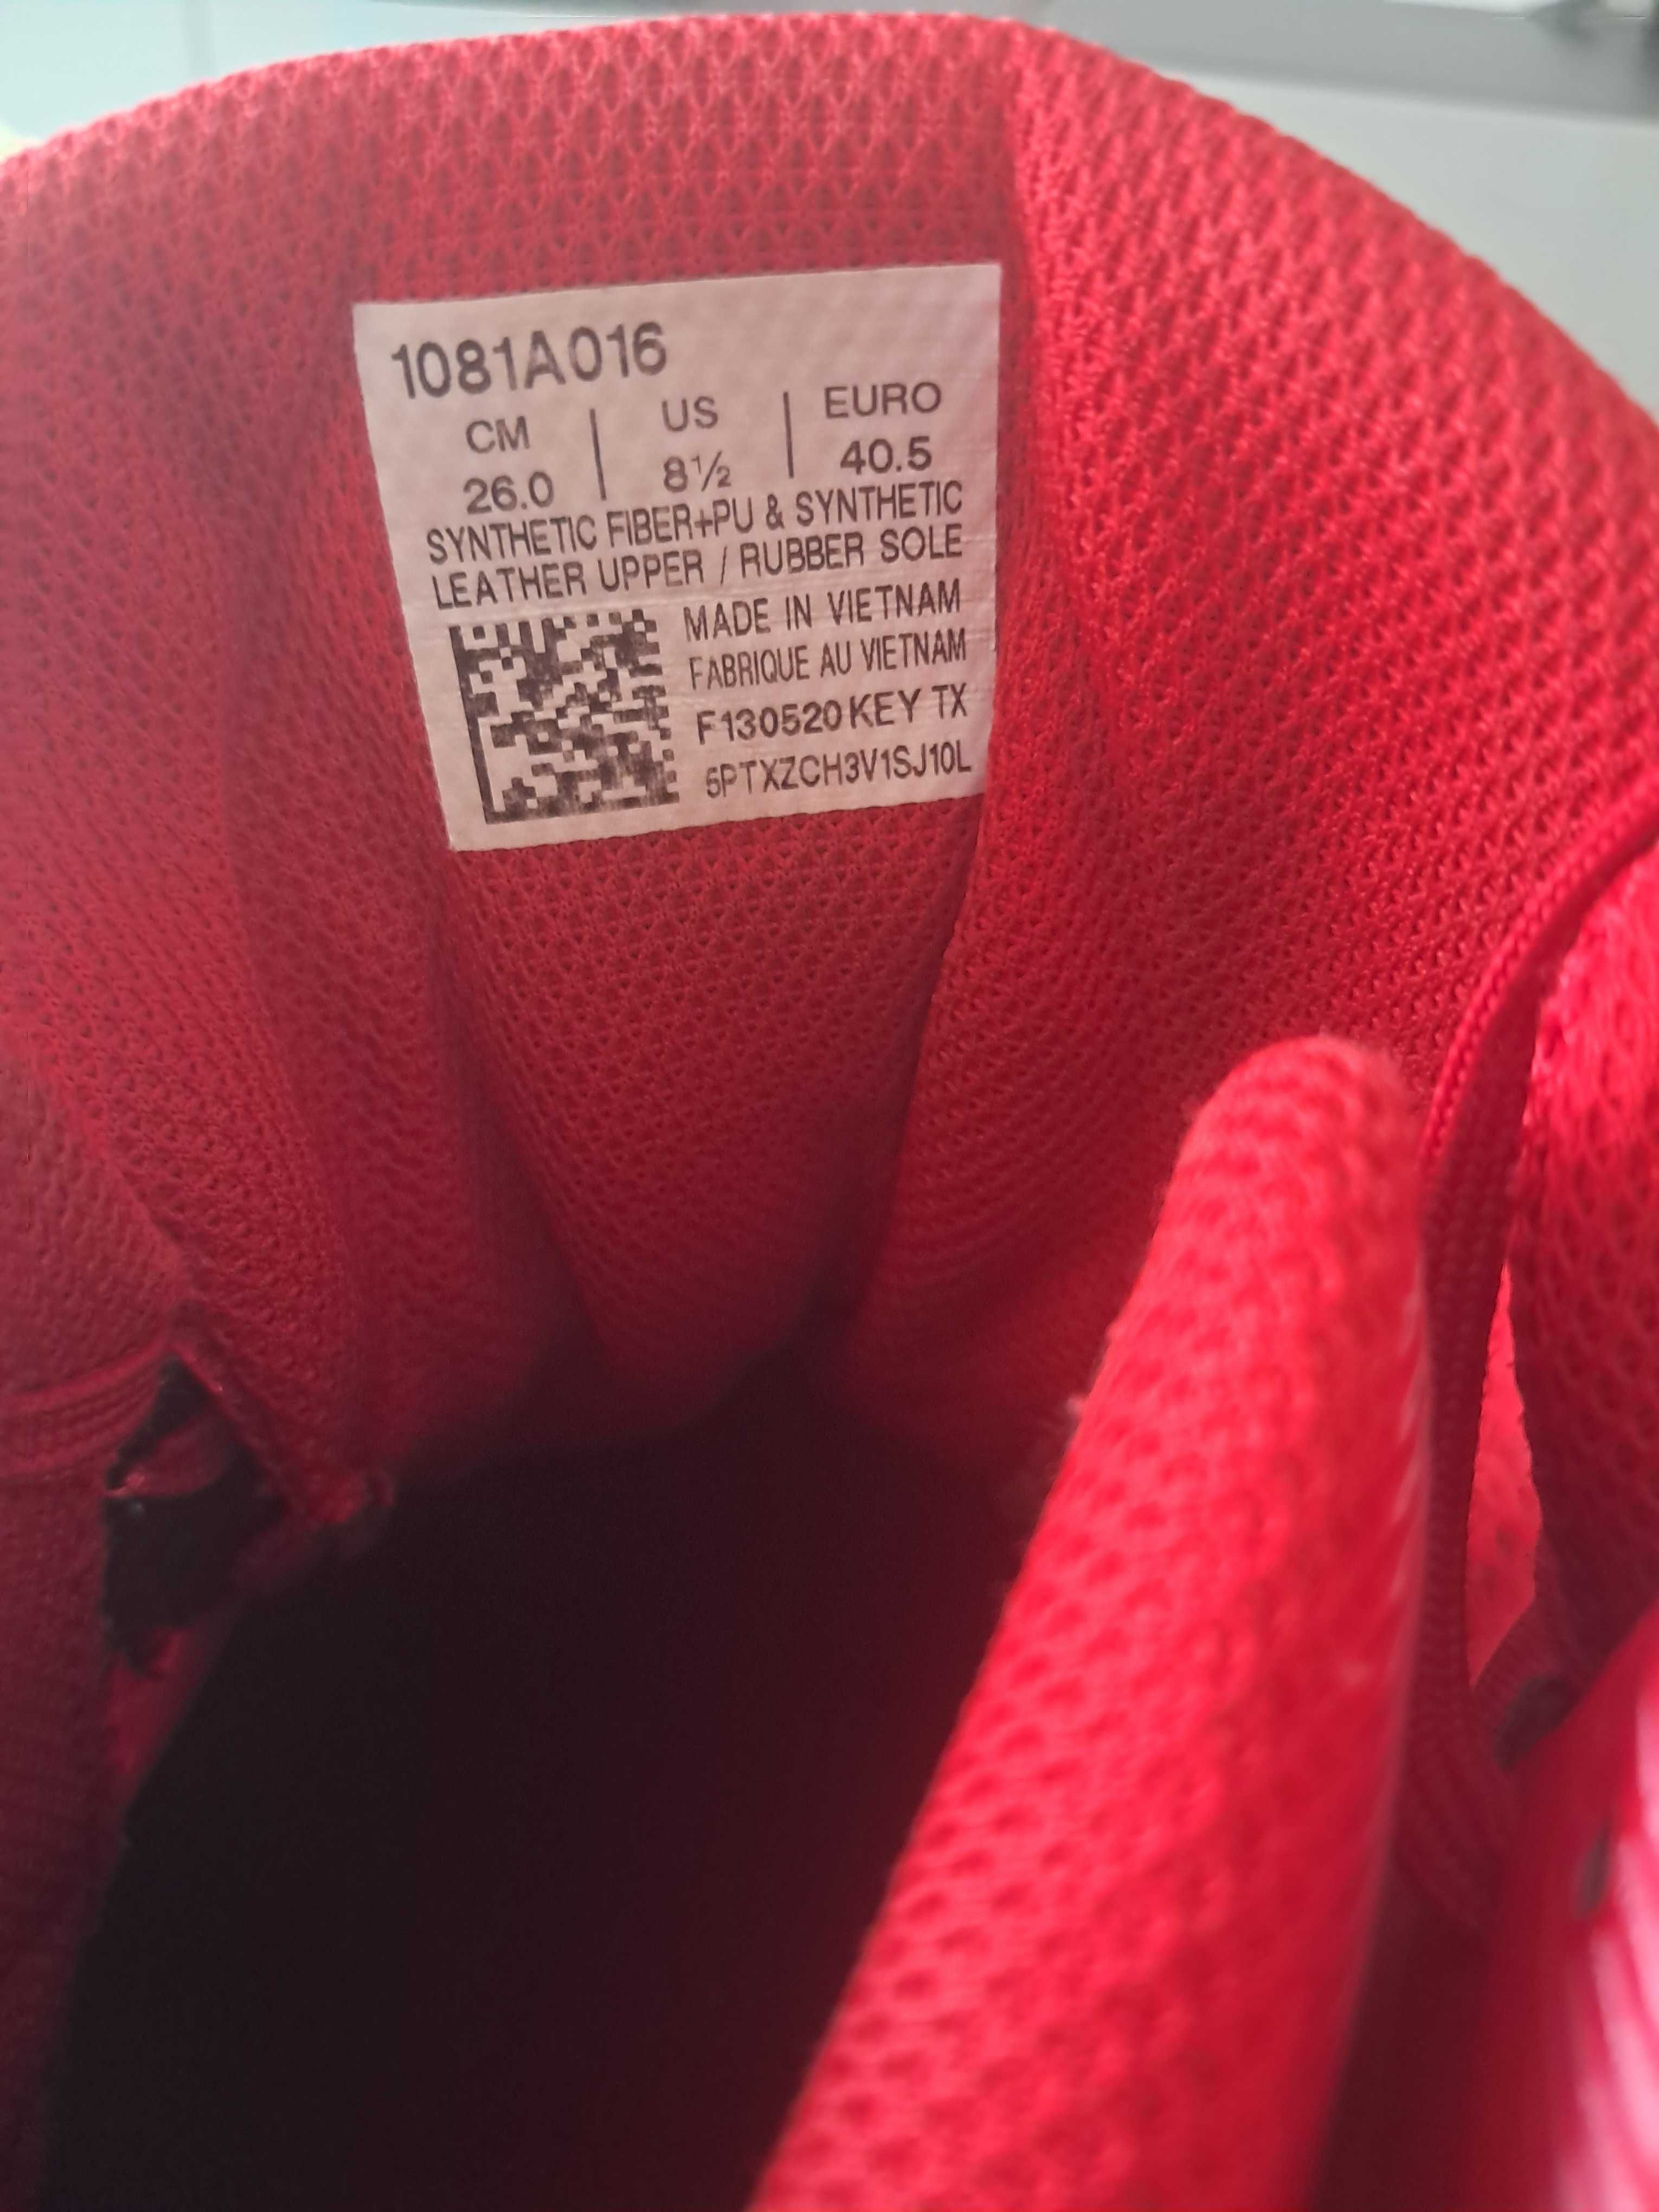 1081A016
CM | US | EURO
26.0 | 8½ | 40.5
SYNTHETIC FIBER+PU & SYNTHETIC
LEATHER UPPER / RUBBER SOLE
MADE IN VIETNAM
FABRIQUE AU VIETNAM
F130520 KEY TX
5PTXZCH3V1SJ10L